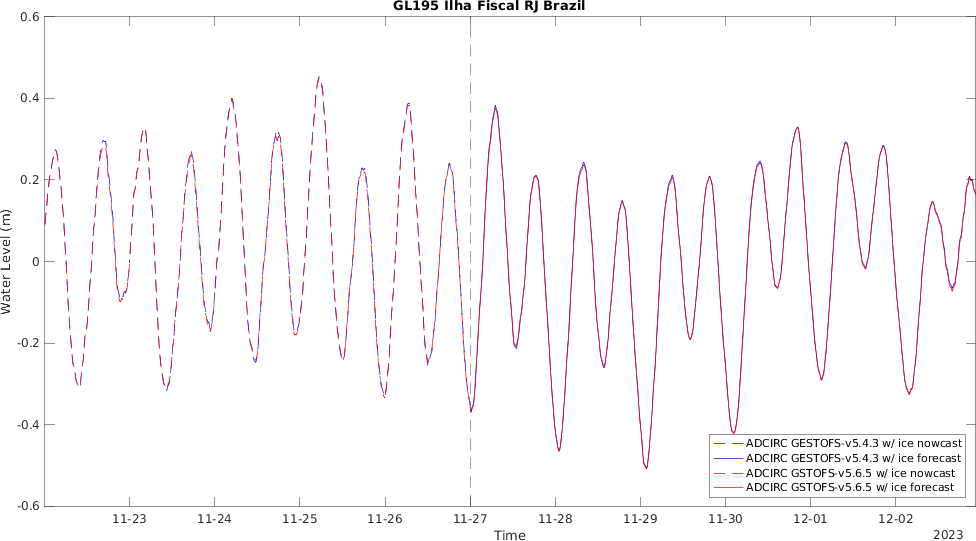 GL195 Ilha Fiscal RJ Brazil
0.6
0.4
0.2
0
-0.2
-0.4
-0.6
Water Level (m)
ADCIRC GESTOFS-v5.4.3 w/ ice nowcast
ADCIRC GESTOFS-v5.4.3 w/ ice forecast
ADCIRC GSTOFS-v5.6.5 w/ ice nowcast
ADCIRC GSTOFS-v5.6.5 w/ ice forecast
11-23 11-24 11-25 11-26 11-27 11-28 11-29 11-30 12-01 12-02
Time
2023